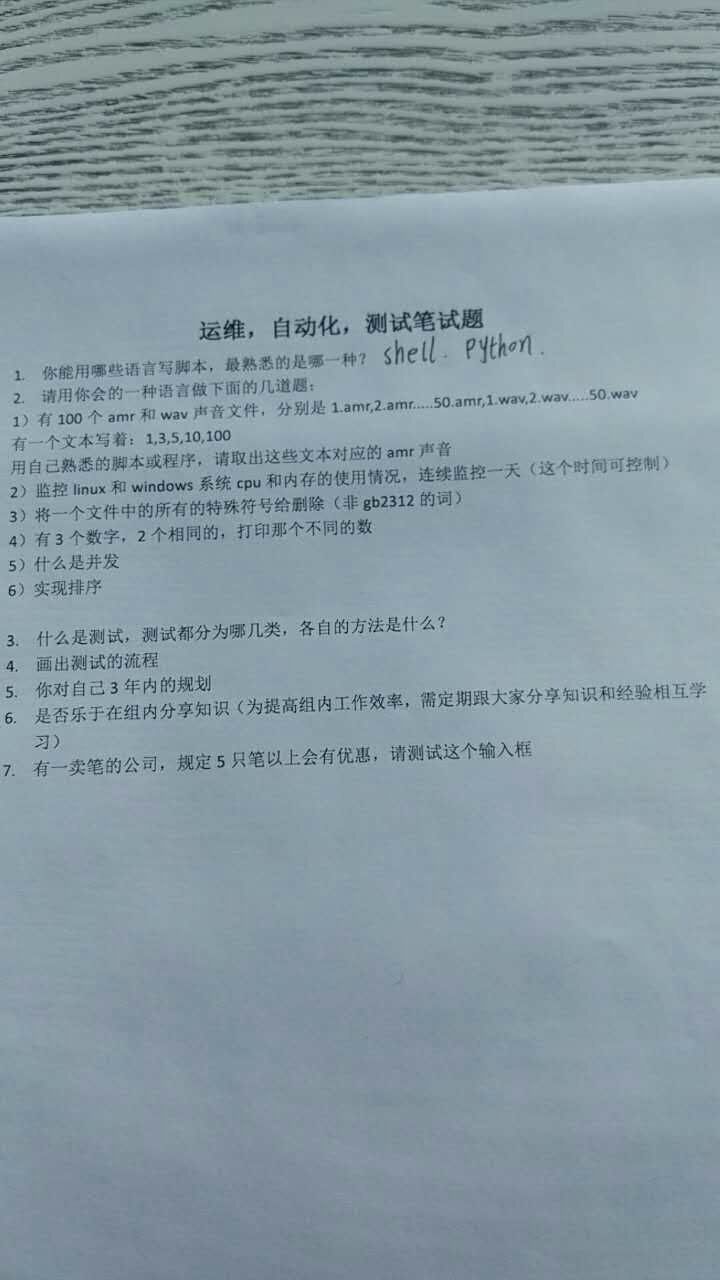 运维，自动化，测试笔试题
1. 你能用哪些语言写脚本，最熟悉的是哪一种？ shell. Python.
2. 请用你会的一种语言做下面的几道题：
1）有 100 个 amr 和 wav 声音文件，分别是 1.amr,2.amr.....50.amr,1.wav,2.wav.....50.wav
有一个文本写着：1,3,5,10,100
用自己熟悉的脚本或程序，请取出这些文本对应的 amr 声音
2）监控 linux 和 windows 系统 cpu 和内存的使用情况，连续监控一天（这个时间可控制）
3）将一个文件中的所有的特殊符号给删除（非 gb2312 的词）
4）有 3 个数字，2 个相同的，打印那个不同的数
5）什么是并发
6）实现排序
3. 什么是测试，测试都分为哪几类，各自的方法是什么？
4. 画出测试的流程
5. 你对自己 3 年内的规划
6. 是否乐于在组内分享知识（为提高组内工作效率，需定期跟大家分享知识和经验相互学
习）
7. 有一卖笔的公司，规定 5 只笔以上会有优惠，请测试这个输入框